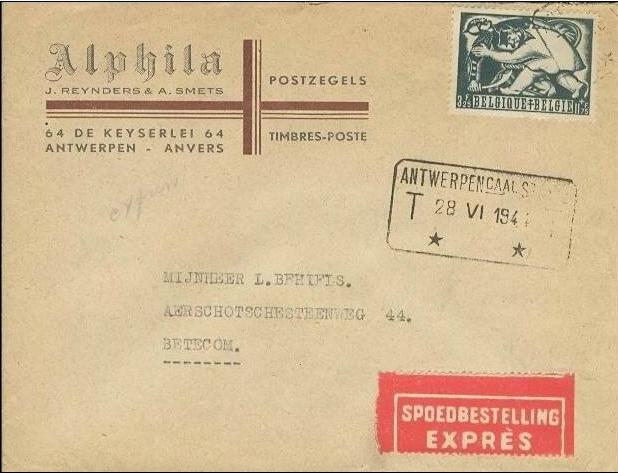 Alphila
J. REYNDERS & A. SMETS
POSTZEGELS
64 DE KEYSERLEI 64
ANTWERPEN - ANVERS
TIMBRES-POSTE
BELGIQUE BELGIE
ANTWERPEN
T 28 VI
MIJNHEER L.
AERSCHOTSCHESTEENWEG 44.
BETECOM.
--------
SPOEDBESTELLING
EXPRÈS